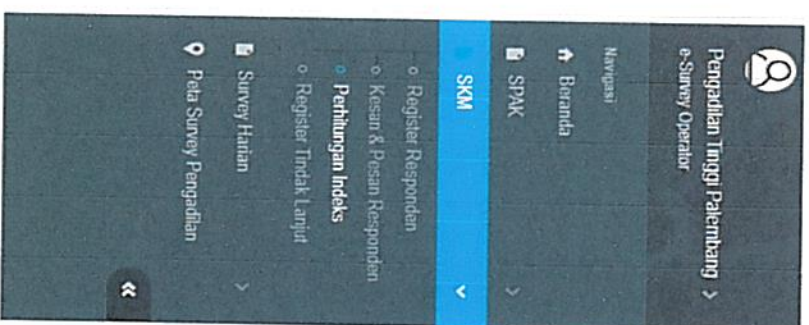 Pengadilan Tinggi Palembang
e-Survey Operator
Navigasi
Beranda
SPAK
SKM
Register Responden
Kesan & Pesan Responden
Perhitungan Indeks
Register Tindak Lanjut
Survey Harian
Peta Survey Pengadilan